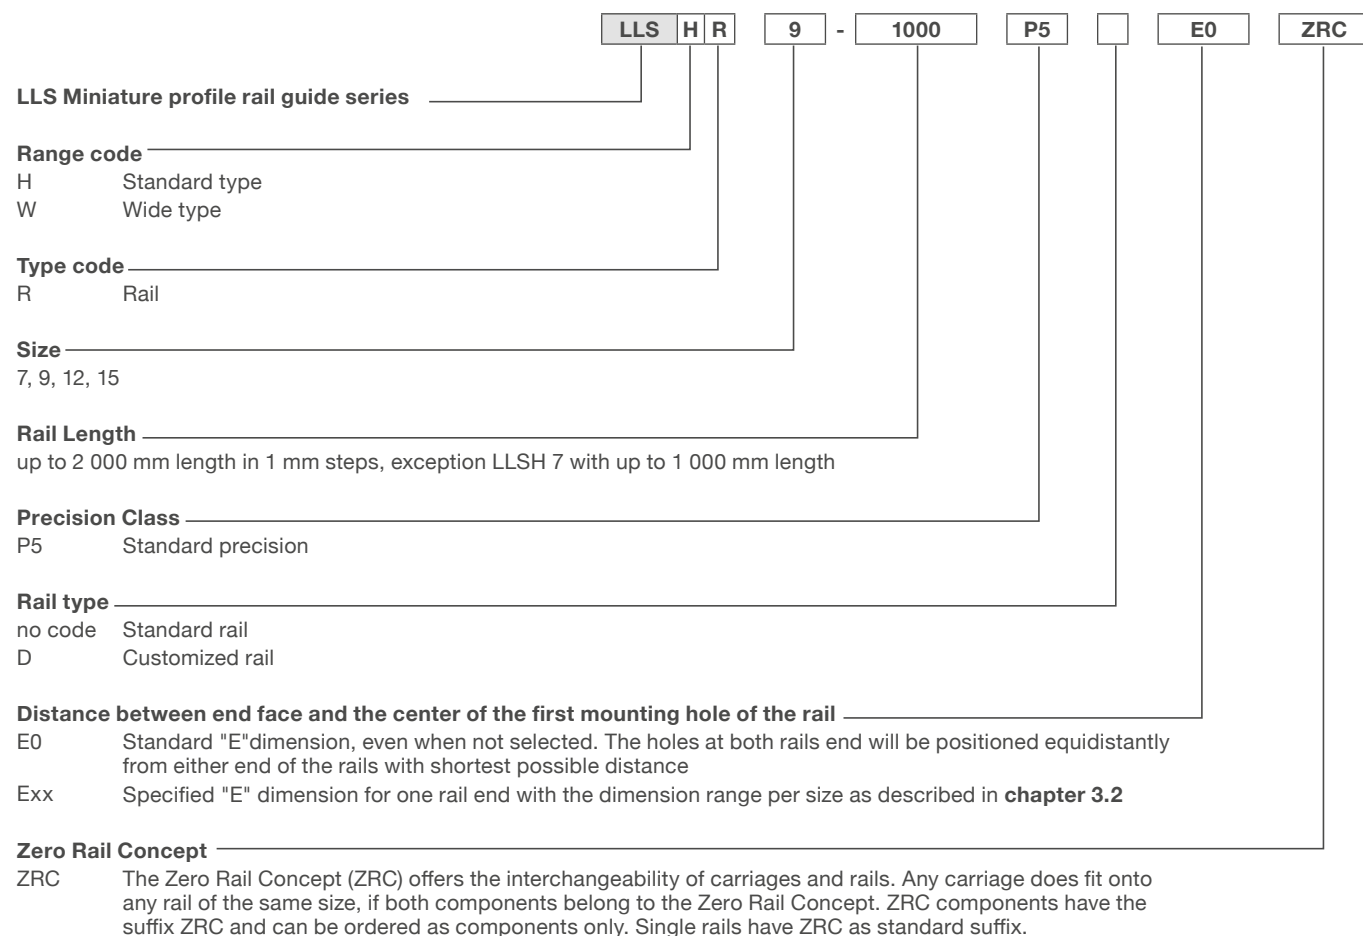 LLS H R 9 - 1000 P5 E0 ZRC
LLS Miniature profile rail guide series
Range code
H Standard type
W Wide type
Type code
R Rail
Size
7, 9, 12, 15
Rail Length
up to 2 000 mm length in 1 mm steps, exception LLSH 7 with up to 1 000 mm length
Precision Class
P5 Standard precision
Rail type
no code Standard rail
D Customized rail
Distance between end face and the center of the first mounting hole of the rail
E0 Standard "E"dimension, even when not selected. The holes at both rails end will be positioned equidistantly
from either end of the rails with shortest possible distance
Exx Specified "E" dimension for one rail end with the dimension range per size as described in chapter 3.2
Zero Rail Concept
ZRC The Zero Rail Concept (ZRC) offers the interchangeability of carriages and rails. Any carriage does fit onto
any rail of the same size, if both components belong to the Zero Rail Concept. ZRC components have the
suffix ZRC and can be ordered as components only. Single rails have ZRC as standard suffix.